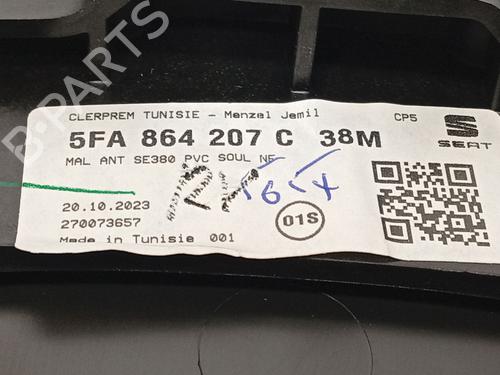 B-PARTS
CLERPREM TUNISIE - Menzel Jemil
CP5
5FA 864 207 C 38M
SEAT
MAL ANT SE380 PVC SOUL NE
20.10.2023
01S
270073657
Made in Tunisie 001